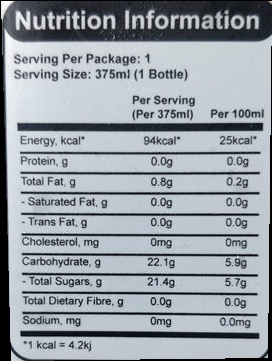 Nutrition Information
Serving Per Package: 1
Serving Size: 375ml (1 Bottle)
Per Serving
(Per 375ml) Per 100ml
Energy, kcal* 94kcal* 25kcal*
Protein, g 0.0g 0.0g
Total Fat, g 0.8g 0.2g
- Saturated Fat, g 0.0g 0.0g
- Trans Fat, g 0.0g 0.0g
Cholesterol, mg 0mg 0mg
Carbohydrate, g 22.1g 5.9g
- Total Sugars, g 21.4g 5.7g
Total Dietary Fibre, g 0.0g 0.0g
Sodium, mg 0mg 0.0mg
*1 kcal = 4.2kj